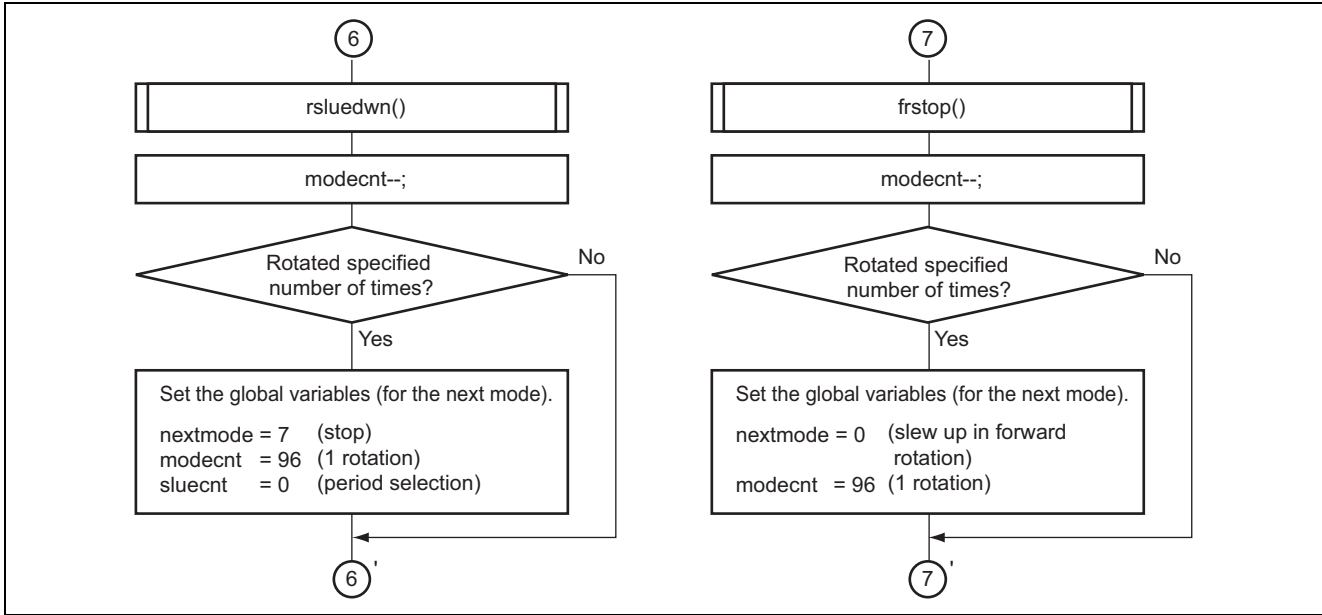 6
rsluedwn()
modecnt--;
Rotated specified
number of times?
No
Yes
Set the global variables (for the next mode).
nextmode = 7 (stop)
modecnt = 96 (1 rotation)
sluecnt = 0 (period selection)
6'
7
frstop()
modecnt--;
Rotated specified
number of times?
No
Yes
Set the global variables (for the next mode).
nextmode = 0 (slew up in forward
rotation)
modecnt = 96 (1 rotation)
7'